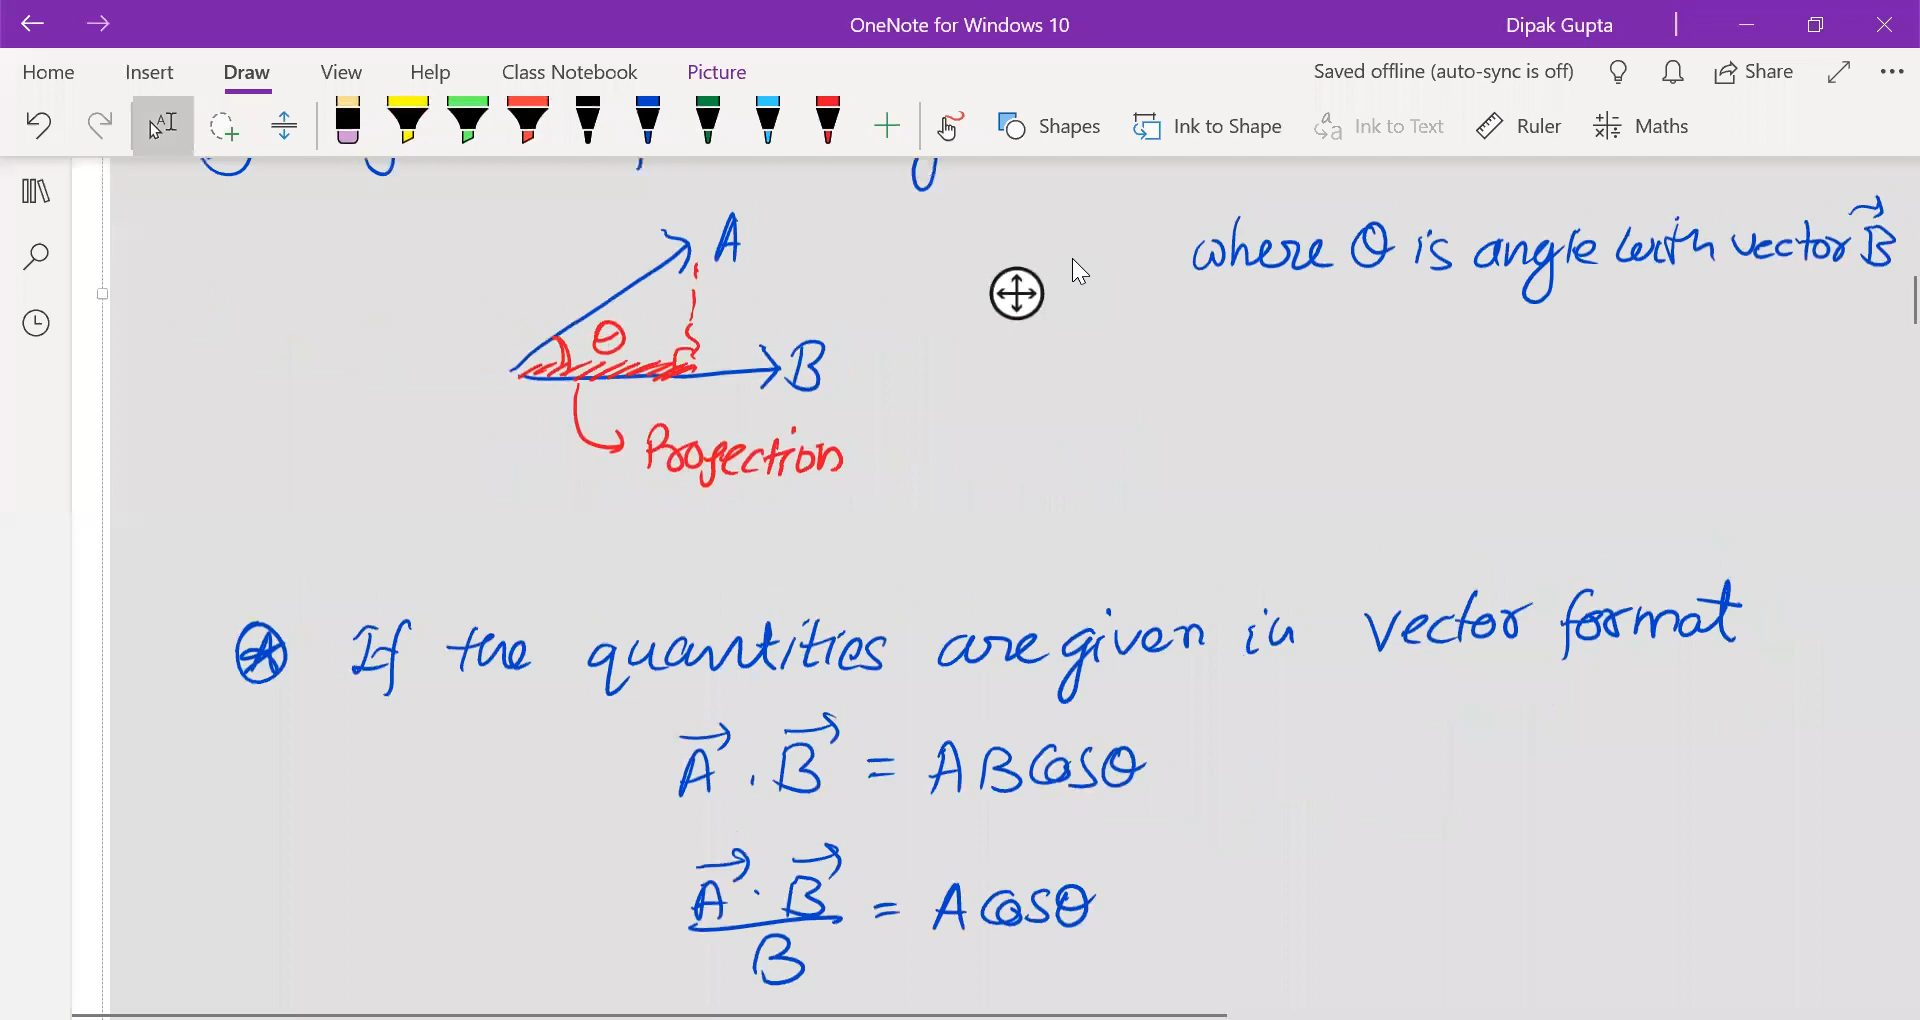 OneNote for Windows 10
Dipak Gupta
Home Insert Draw View Help Class Notebook Picture
Saved offline (auto-sync is off) Share
Shapes Ink to Shape Ink to Text Ruler Maths
A
where θ is angle with vector B⃗
θ
B
Projection
If the quantities are given in vector format
A⃗ . B⃗ = A B Cosθ
A⃗ . B⃗ / B = A Cosθ